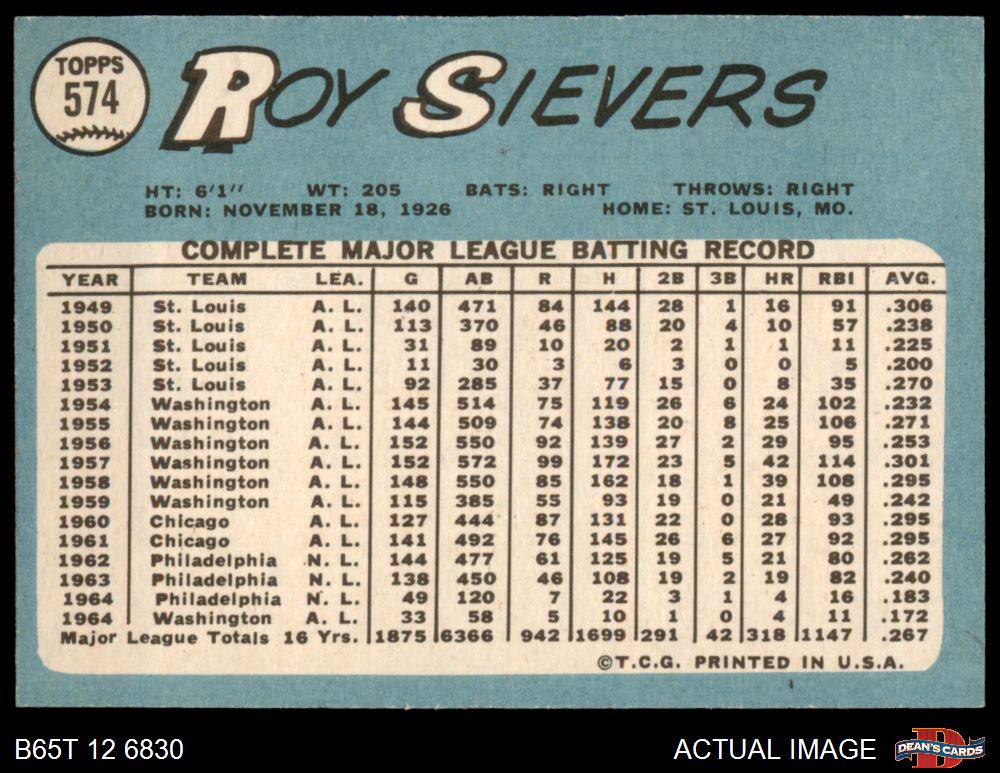 TOPPS
574
ROY SIEVERS
HT: 6'1" WT: 205 BATS: RIGHT THROWS: RIGHT
BORN: NOVEMBER 18, 1926 HOME: ST. LOUIS, MO.
COMPLETE MAJOR LEAGUE BATTING RECORD
YEAR TEAM LEA. G AB R H 2B 3B HR RBI AVG.
1949 St. Louis A. L. 140 471 84 144 28 1 16 91 .306
1950 St. Louis A. L. 113 370 46 88 20 4 10 57 .238
1951 St. Louis A. L. 31 89 10 20 2 1 1 11 .225
1952 St. Louis A. L. 11 30 3 6 3 0 0 5 .200
1953 St. Louis A. L. 92 285 37 77 15 0 8 35 .270
1954 Washington A. L. 145 514 75 119 26 6 24 102 .232
1955 Washington A. L. 144 509 74 138 20 8 25 106 .271
1956 Washington A. L. 152 550 92 139 27 2 29 95 .253
1957 Washington A. L. 152 572 99 172 23 5 42 114 .301
1958 Washington A. L. 148 550 85 162 18 1 39 108 .295
1959 Washington A. L. 115 385 55 93 19 0 21 49 .242
1960 Chicago A. L. 127 444 87 131 22 0 28 93 .295
1961 Chicago A. L. 141 492 76 145 26 6 27 92 .295
1962 Philadelphia N. L. 144 477 61 125 19 5 21 80 .262
1963 Philadelphia N. L. 138 450 46 108 19 2 19 82 .240
1964 Philadelphia N. L. 49 120 7 22 3 1 4 16 .183
1964 Washington A. L. 33 58 5 10 1 0 4 11 .172
Major League Totals 16 Yrs. 1875 6366 942 1699 291 42 318 1147 .267
©T.C.G. PRINTED IN U.S.A.
B65T 12 6830 ACTUAL IMAGE
D
DEAN'S CARDS